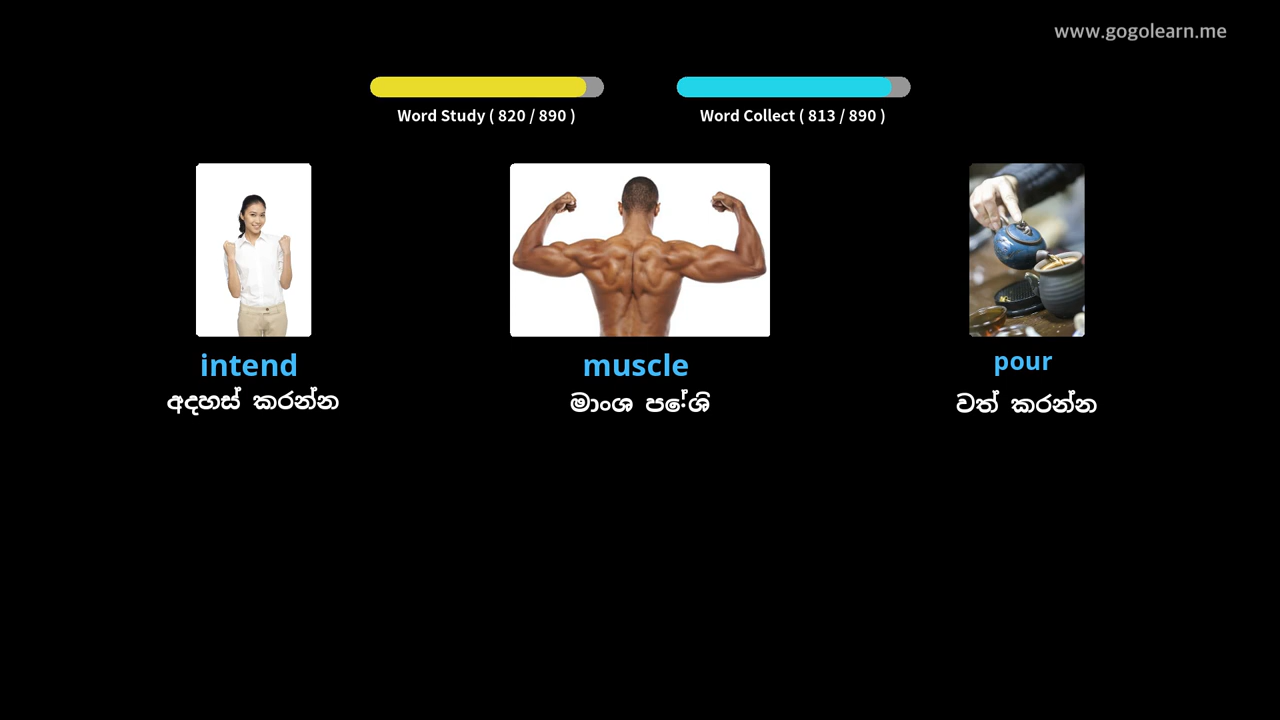 www.gogolearn.me
Word Study ( 820 / 890 )
Word Collect ( 813 / 890 )
intend
muscle
pour
අදහස් කරන්න
මාංශ පේශි
වත් කරන්න